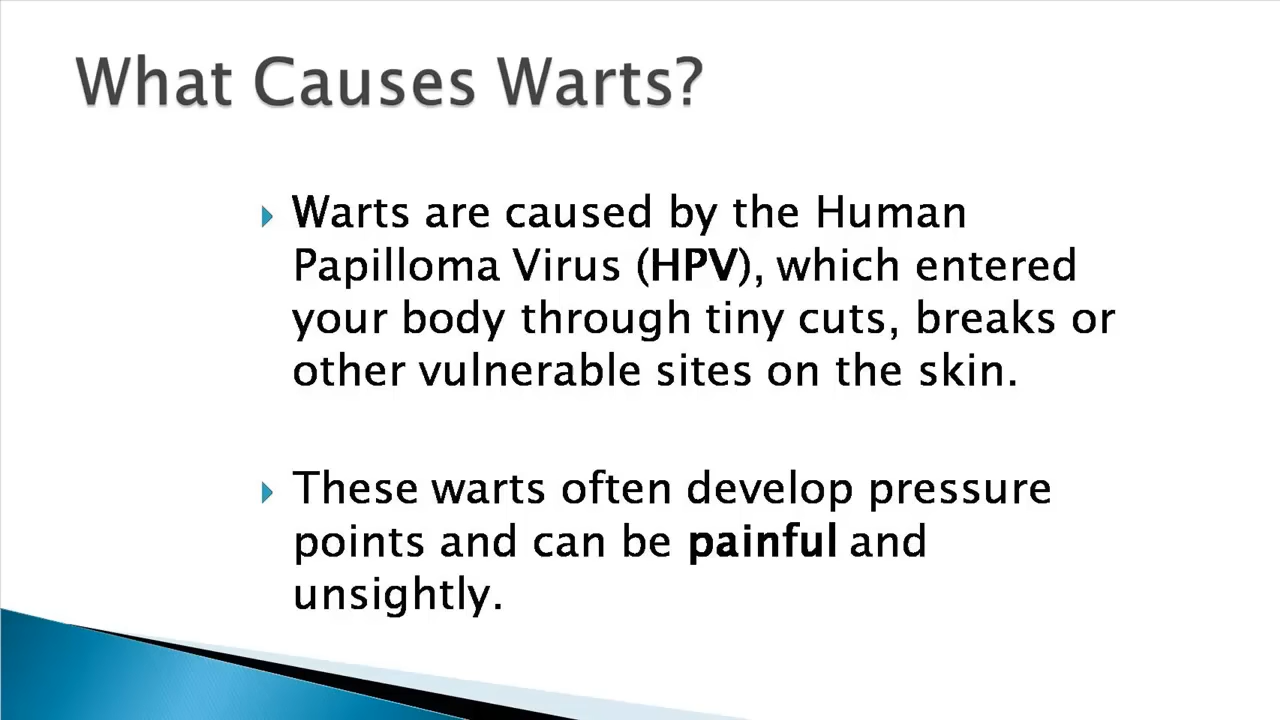 What Causes Warts?
Warts are caused by the Human
Papilloma Virus (HPV), which entered
your body through tiny cuts, breaks or
other vulnerable sites on the skin.
These warts often develop pressure
points and can be painful and
unsightly.